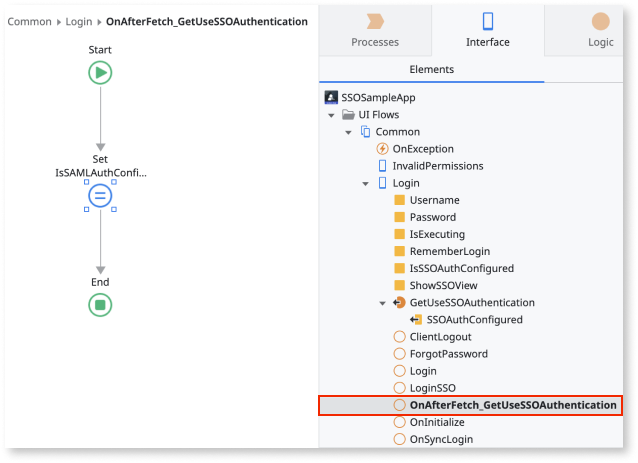 Common > Login > OnAfterFetch_GetUseSSOAuthentication
Start
Set
IsSAMLAuthConfi...
End
Processes
Interface
Logic
Elements
SSOSampleApp
UI Flows
Common
OnException
InvalidPermissions
Login
Username
Password
IsExecuting
RememberLogin
IsSSOAuthConfigured
ShowSSOView
GetUseSSOAuthentication
SSOAuthConfigured
ClientLogout
ForgotPassword
Login
LoginSSO
OnAfterFetch_GetUseSSOAuthentication
OnInitialize
OnSyncLogin